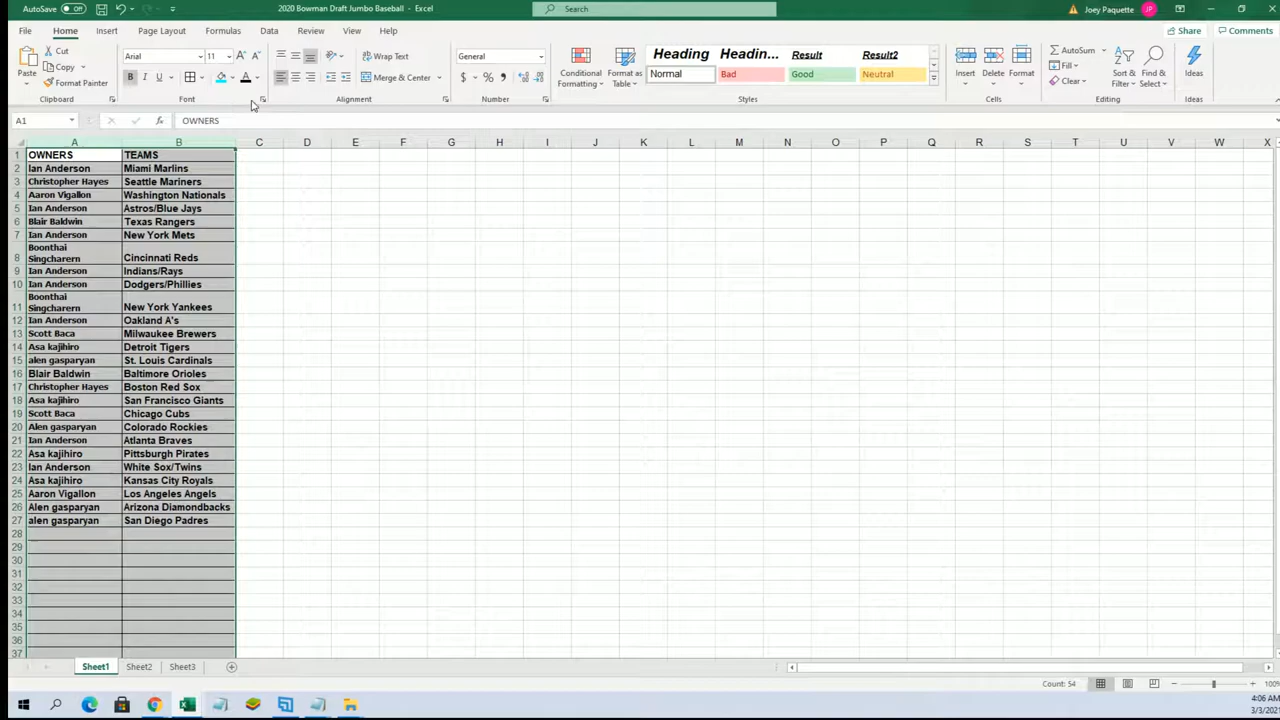 AutoSave Off 2020 Bowman Draft Jumbo Baseball - Excel Search Joey Paquette JP
File Home Insert Page Layout Formulas Data Review View Help Share Comments
Paste Cut Copy Format Painter Clipboard
Arial 11 B I U Font
Wrap Text Merge & Center Alignment
General $ % Number
Conditional Formatting Format as Table
Heading Headin... Result Result2
Normal Bad Good Neutral
Styles
Insert Delete Format Cells
AutoSum Fill Clear Sort & Filter Find & Select Editing
Ideas Ideas
A1 fx OWNERS
A B C D E F G H I J K L M N O P Q R S T U V W X
1 OWNERS TEAMS
2 Ian Anderson Miami Marlins
3 Christopher Hayes Seattle Mariners
4 Aaron Vigallon Washington Nationals
5 Ian Anderson Astros/Blue Jays
6 Blair Baldwin Texas Rangers
7 Ian Anderson New York Mets
8 Boonthai Singcharern Cincinnati Reds
9 Ian Anderson Indians/Rays
10 Ian Anderson Dodgers/Phillies
11 Boonthai Singcharern New York Yankees
12 Ian Anderson Oakland A's
13 Scott Baca Milwaukee Brewers
14 Asa kajihiro Detroit Tigers
15 alen gasparyan St. Louis Cardinals
16 Blair Baldwin Baltimore Orioles
17 Christopher Hayes Boston Red Sox
18 Asa kajihiro San Francisco Giants
19 Scott Baca Chicago Cubs
20 Alen gasparyan Colorado Rockies
21 Ian Anderson Atlanta Braves
22 Asa kajihiro Pittsburgh Pirates
23 Ian Anderson White Sox/Twins
24 Asa kajihiro Kansas City Royals
25 Aaron Vigallon Los Angeles Angels
26 Alen gasparyan Arizona Diamondbacks
27 alen gasparyan San Diego Padres
28
29
30
31
32
33
34
35
36
37
Sheet1 Sheet2 Sheet3
Count: 54 100%
4:06 AM
3/3/2021